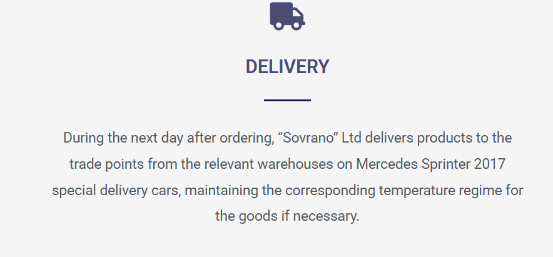 DELIVERY
During the next day after ordering, “Sovrano” Ltd delivers products to the
trade points from the relevant warehouses on Mercedes Sprinter 2017
special delivery cars, maintaining the corresponding temperature regime for
the goods if necessary.